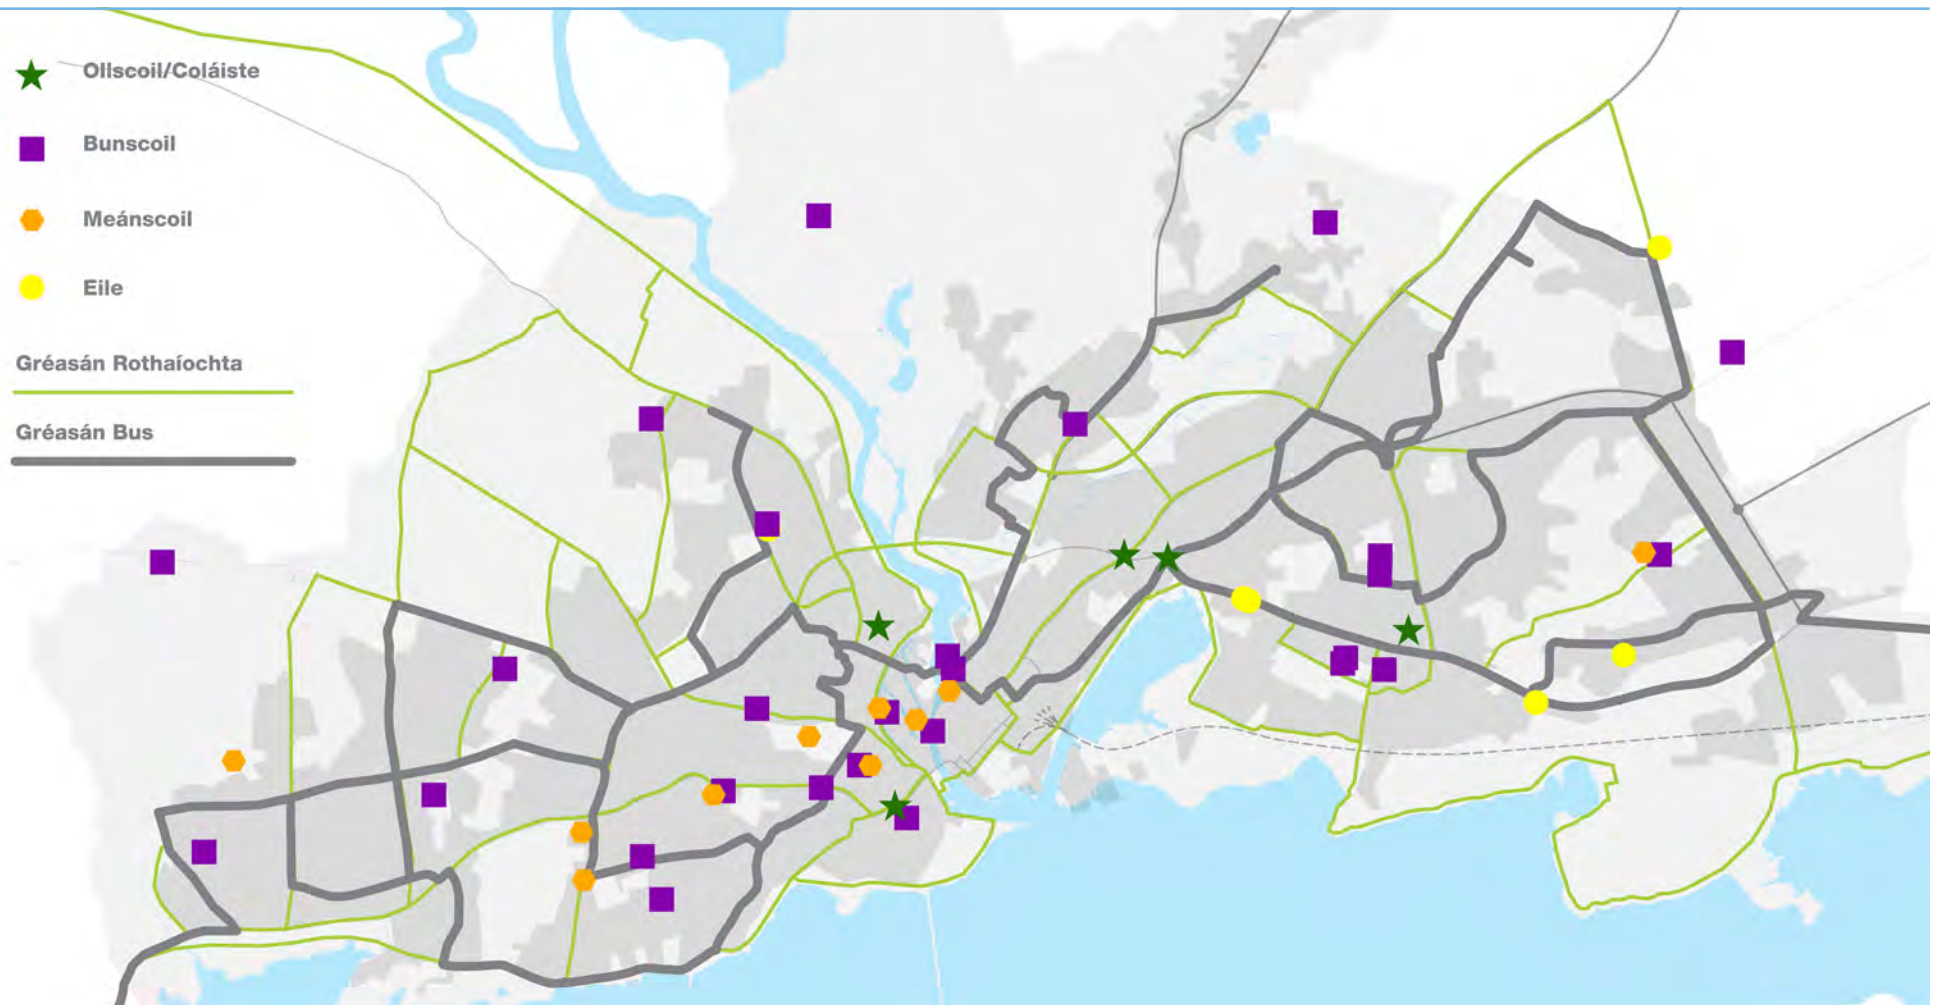 Ollscoil/Coláiste
Bunscoil
Meánscoil
Eile
Gréasán Rothaíochta
Gréasán Bus